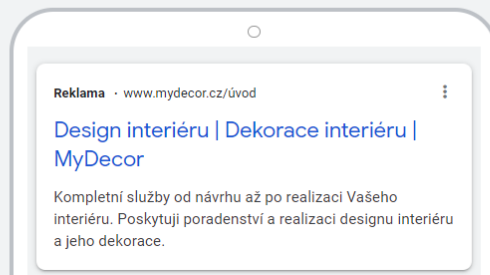 Reklama · www.mydecor.cz/úvod
Design interiéru | Dekorace interiéru |
MyDecor
Kompletní služby od návrhu až po realizaci Vašeho
interiéru. Poskytuji poradenství a realizaci designu interiéru
a jeho dekorace.